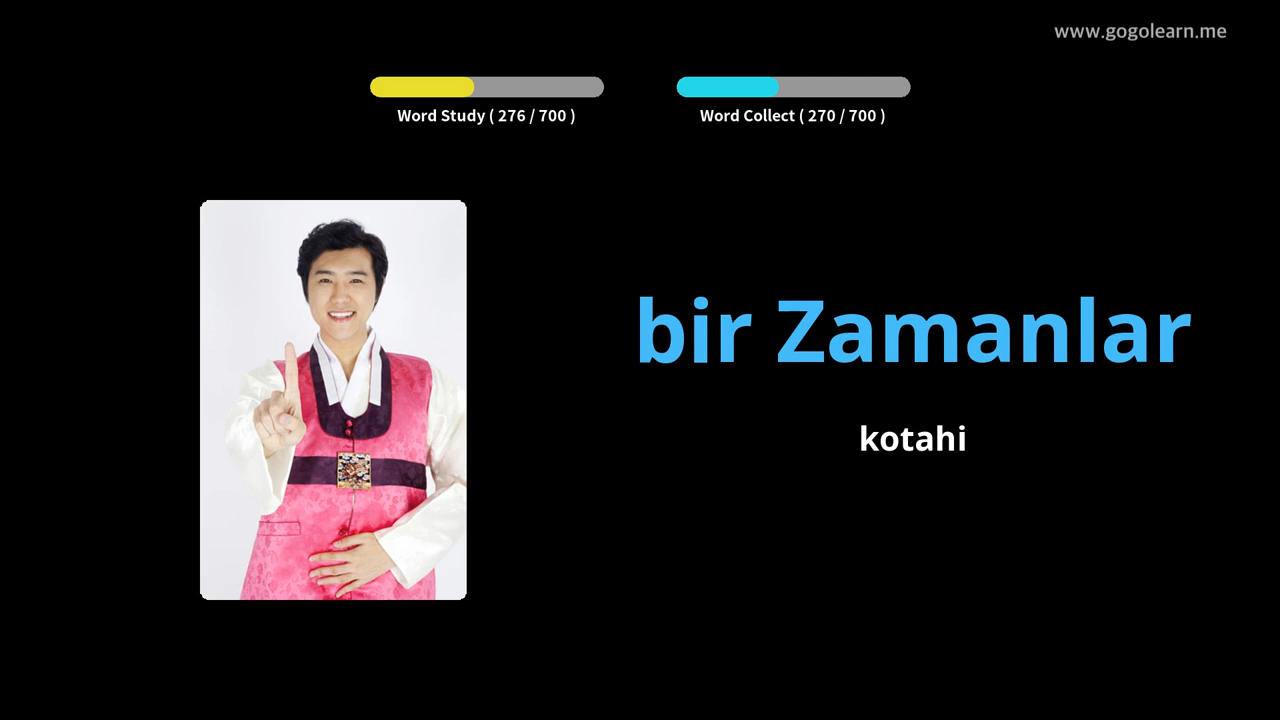 www.gogolearn.me
Word Study ( 276 / 700 )
Word Collect ( 270 / 700 )
bir Zamanlar
kotahi